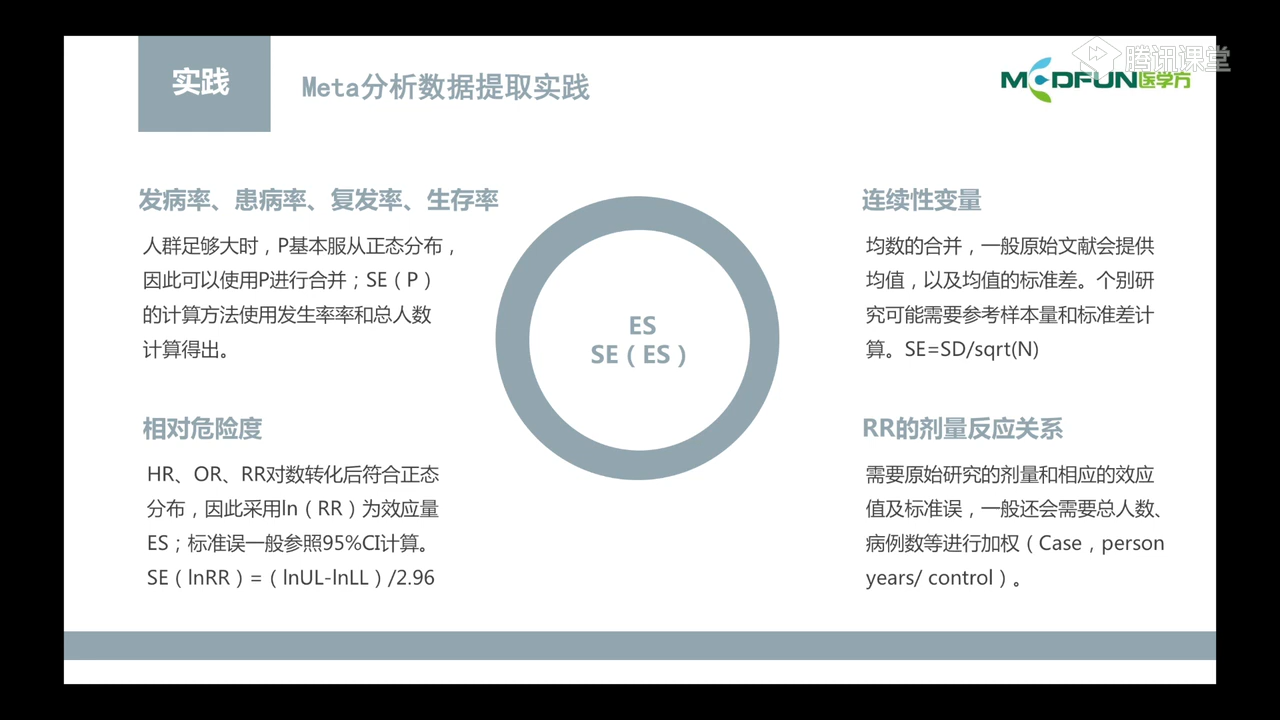 实践
Meta分析数据提取实践
腾讯课堂
MEDFUN医学方
发病率、患病率、复发率、生存率
人群足够大时，P基本服从正态分布，
因此可以使用P进行合并；SE（P）
的计算方法使用发生率率和总人数
计算得出。
相对危险度
HR、OR、RR对数转化后符合正态
分布，因此采用ln（RR）为效应量
ES；标准误一般参照95%CI计算。
SE（lnRR）=（lnUL-lnLL）/2.96
ES
SE（ES）
连续性变量
均数的合并，一般原始文献会提供
均值，以及均值的标准差。个别研
究可能需要参考样本量和标准差计
算。SE=SD/sqrt(N)
RR的剂量反应关系
需要原始研究的剂量和相应的效应
值及标准误，一般还会需要总人数、
病例数等进行加权（Case，person
years/ control）。